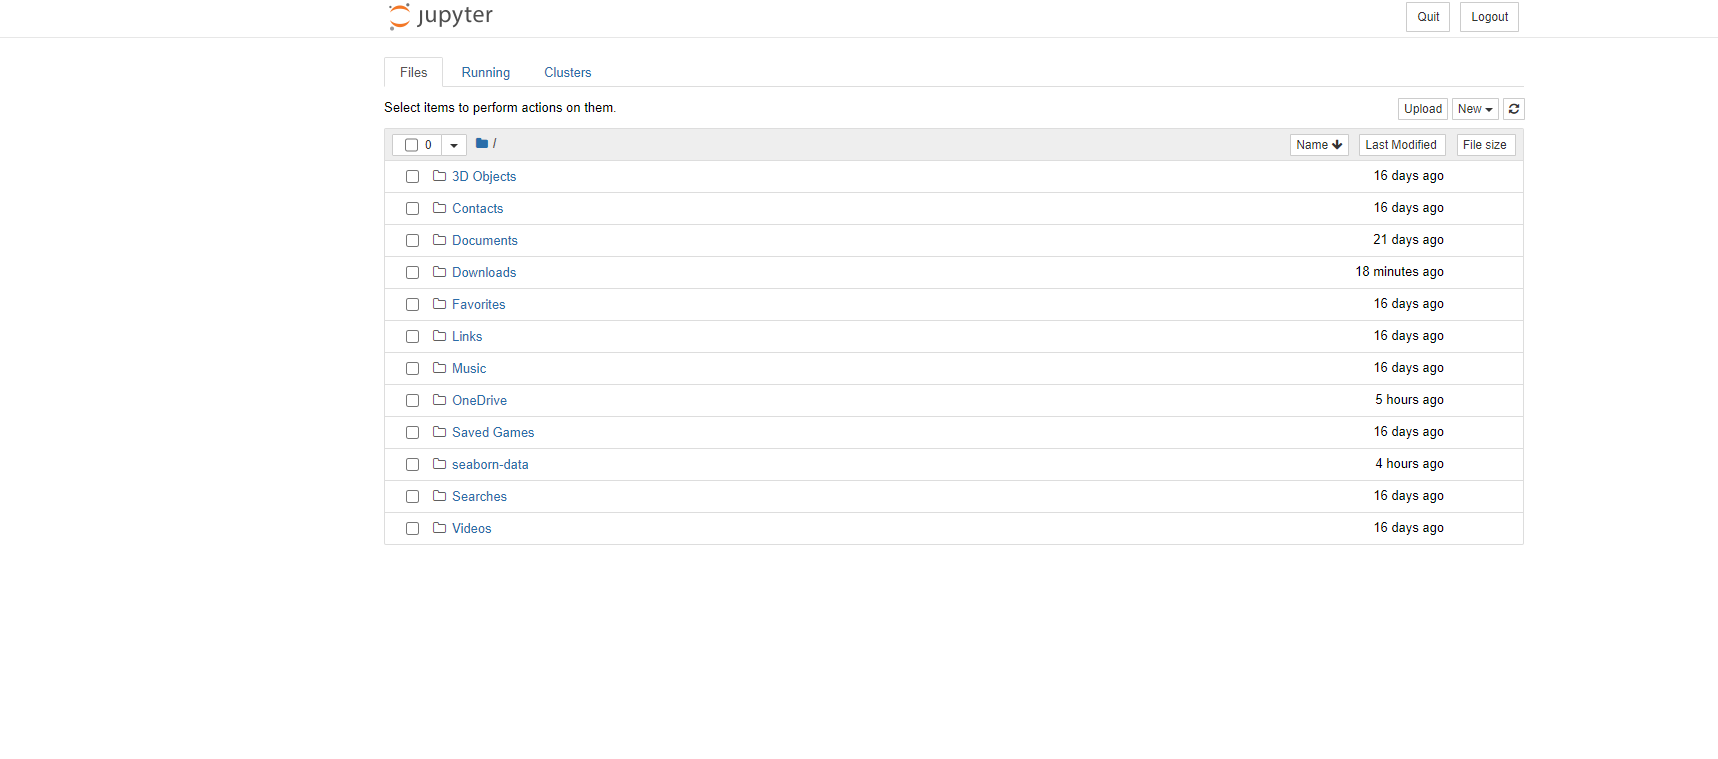 jupyter
Quit Logout
Files Running Clusters
Select items to perform actions on them.
Upload New
0 / Name Last Modified File size
3D Objects 16 days ago
Contacts 16 days ago
Documents 21 days ago
Downloads 18 minutes ago
Favorites 16 days ago
Links 16 days ago
Music 16 days ago
OneDrive 5 hours ago
Saved Games 16 days ago
seaborn-data 4 hours ago
Searches 16 days ago
Videos 16 days ago